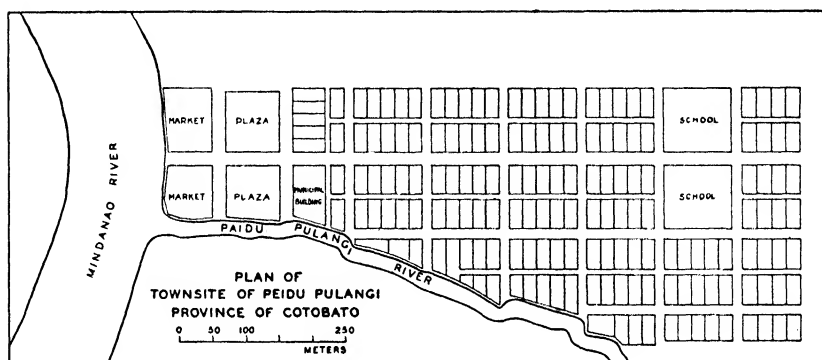 MARKET
PLAZA
SCHOOL
MARKET
PLAZA
MUNICIPAL
BUILDING
SCHOOL
MINDANAO RIVER
PAIDU PULANGI RIVER
PLAN OF
TOWNSITE OF PEIDU PULANGI
PROVINCE OF COTOBATO
0 50 100 150 250
METERS